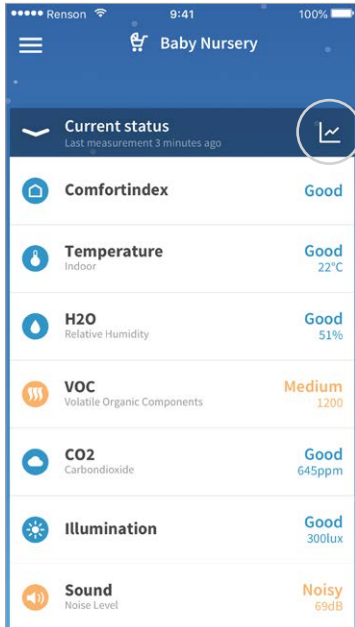 Renson 9:41 100%
Baby Nursery
Current status
Last measurement 3 minutes ago
Comfortindex Good
Temperature Good
Indoor 22°C
H2O Good
Relative Humidity 51%
VOC Medium
Volatile Organic Components 1200
CO2 Good
Carbondioxide 645ppm
Illumination Good
300lux
Sound Noisy
Noise Level 69dB